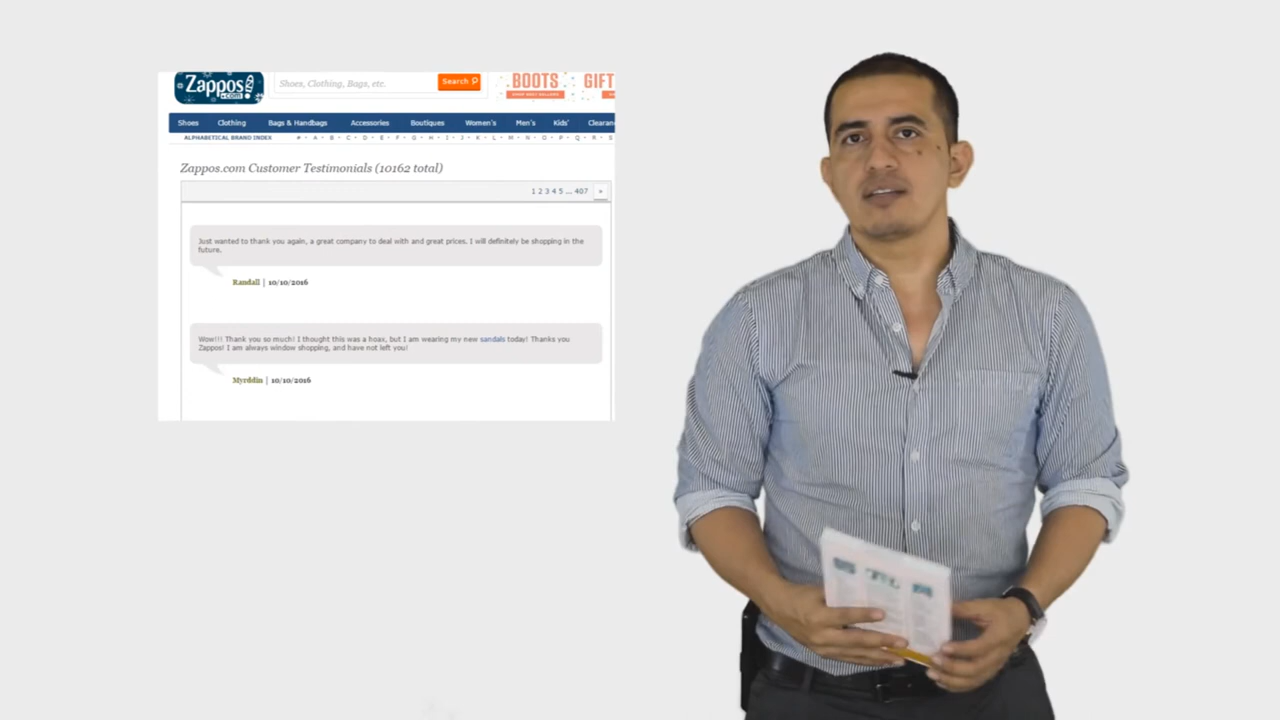 Zappos
.com
Shoes, Clothing, Bags, etc.
Search
BOOTS
GIFT
Shoes Clothing Bags & Handbags Accessories Boutiques Women's Men's Kids' Clearan
ALPHABETICAL BRAND INDEX # · A · B · C · D · E · F · G · H · I · J · K · L · M · N · O · P · Q · R · S
Zappos.com Customer Testimonials (10162 total)
1 2 3 4 5 ... 407
Just wanted to thank you again, a great company to deal with and great prices. I will definitely be shopping in the
future.
Randall | 10/10/2016
Wow!!! Thank you so much! I thought this was a hoax, but I am wearing my new sandals today! Thanks you
Zappos! I am always window shopping, and have not left you!
Myrddin | 10/10/2016